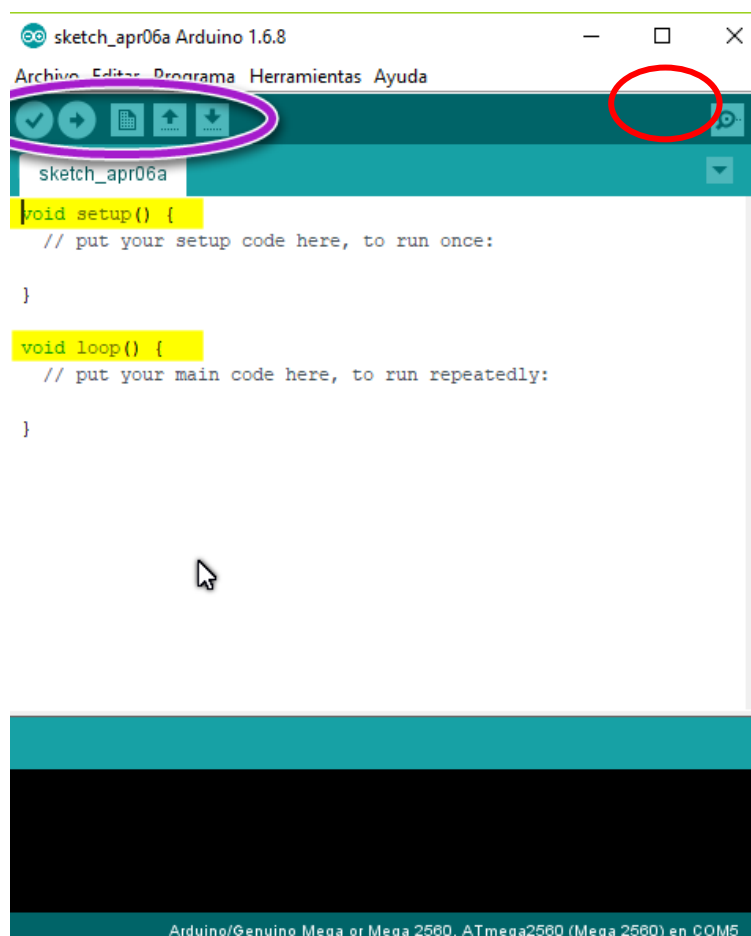 sketch_apr06a Arduino 1.6.8
Archivo Editar Programa Herramientas Ayuda
sketch_apr06a
void setup() {
// put your setup code here, to run once:
}
void loop() {
// put your main code here, to run repeatedly:
}
Arduino/Genuino Mega or Mega 2560, ATmega2560 (Mega 2560) en COM5